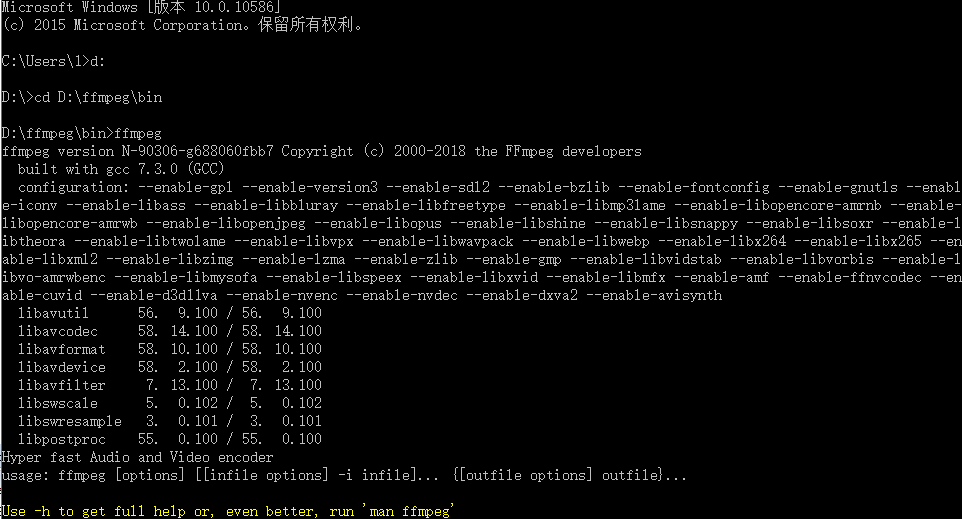 Microsoft Windows [版本 10.0.10586]
(c) 2015 Microsoft Corporation。保留所有权利。
C:\Users\1>d:
D:\>cd D:\ffmpeg\bin
D:\ffmpeg\bin>ffmpeg
ffmpeg version N-90306-g688060fbb7 Copyright (c) 2000-2018 the FFmpeg developers
  built with gcc 7.3.0 (GCC)
  configuration: --enable-gpl --enable-version3 --enable-sdl2 --enable-bzlib --enable-fontconfig --enable-gnutls --enabl
e-iconv --enable-libass --enable-libbluray --enable-libfreetype --enable-libmp3lame --enable-libopencore-amrnb --enable-
libopencore-amrwb --enable-libopenjpeg --enable-libopus --enable-libshine --enable-libsnappy --enable-libsoxr --enable-l
ibtheora --enable-libtwolame --enable-libvpx --enable-libwavpack --enable-libwebp --enable-libx264 --enable-libx265 --en
able-libxml2 --enable-libzimg --enable-lzma --enable-zlib --enable-gmp --enable-libvidstab --enable-libvorbis --enable-l
ibvo-amrwbenc --enable-libmysofa --enable-libspeex --enable-libxvid --enable-libmfx --enable-amf --enable-ffnvcodec --en
able-cuvid --enable-d3d11va --enable-nvenc --enable-nvdec --enable-dxva2 --enable-avisynth
  libavutil      56.  9.100 / 56.  9.100
  libavcodec     58. 14.100 / 58. 14.100
  libavformat    58. 10.100 / 58. 10.100
  libavdevice    58.  2.100 / 58.  2.100
  libavfilter     7. 13.100 /  7. 13.100
  libswscale      5.  0.102 /  5.  0.102
  libswresample   3.  0.101 /  3.  0.101
  libpostproc    55.  0.100 / 55.  0.100
Hyper fast Audio and Video encoder
usage: ffmpeg [options] [[infile options] -i infile]... {[outfile options] outfile}...
Use -h to get full help or, even better, run 'man ffmpeg'